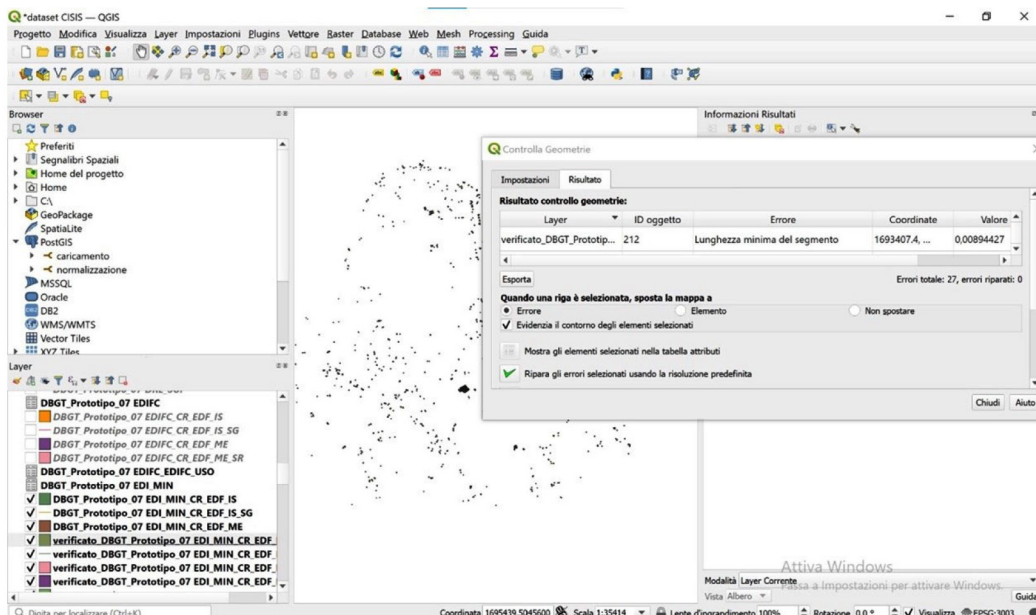 *dataset CISIS — QGIS
Progetto Modifica Visualizza Layer Impostazioni Plugins Vettore Raster Database Web Mesh Processing Guida
Browser
Preferiti
Segnalibri Spaziali
Home del progetto
Home
C:\
GeoPackage
SpatiaLite
PostGIS
caricamento
normalizzazione
MSSQL
Oracle
DB2
WMS/WMTS
Vector Tiles
XYZ Tiles
Layer
DBGT_Prototipo_07 EDIFC
DBGT_Prototipo_07 EDIFC_CR_EDF_IS
DBGT_Prototipo_07 EDIFC_CR_EDF_IS_SG
DBGT_Prototipo_07 EDIFC_CR_EDF_ME
DBGT_Prototipo_07 EDIFC_CR_EDF_ME_SR
DBGT_Prototipo_07 EDIFC_EDIFC_USO
DBGT_Prototipo_07 EDI_MIN
DBGT_Prototipo_07 EDI_MIN_CR_EDF_IS
DBGT_Prototipo_07 EDI_MIN_CR_EDF_IS_SG
DBGT_Prototipo_07 EDI_MIN_CR_EDF_ME
verificato_DBGT_Prototipo_07 EDI_MIN_CR_EDF_
verificato_DBGT_Prototipo_07 EDI_MIN_CR_EDF_
verificato_DBGT_Prototipo_07 EDI_MIN_CR_EDF_
verificato_DBGT_Prototipo_07 EDI_MIN_CR_EDF_
Informazioni Risultati
Controlla Geometrie
Impostazioni Risultato
Risultato controllo geometrie:
Layer ID oggetto Errore Coordinate Valore
verificato_DBGT_Prototip... 212 Lunghezza minima del segmento 1693407.4, ... 0,00894427
Esporta Errori totale: 27, errori riparati: 0
Quando una riga è selezionata, sposta la mappa a
Errore Elemento Non spostare
Evidenzia il contorno degli elementi selezionati
Mostra gli elementi selezionati nella tabella attributi
Ripara gli errori selezionati usando la risoluzione predefinita
Chiudi Aiuto
Attiva Windows
Passa a Impostazioni per attivare Windows.
Modalità Layer Corrente
Vista Albero Guida
Digita per localizzare (Ctrl+K) Coordinata 1695439,5045600 Scala 1:35414 Lente d'ingrandimento 100% Rotazione 0,0 ° Visualizza EPSG:3003